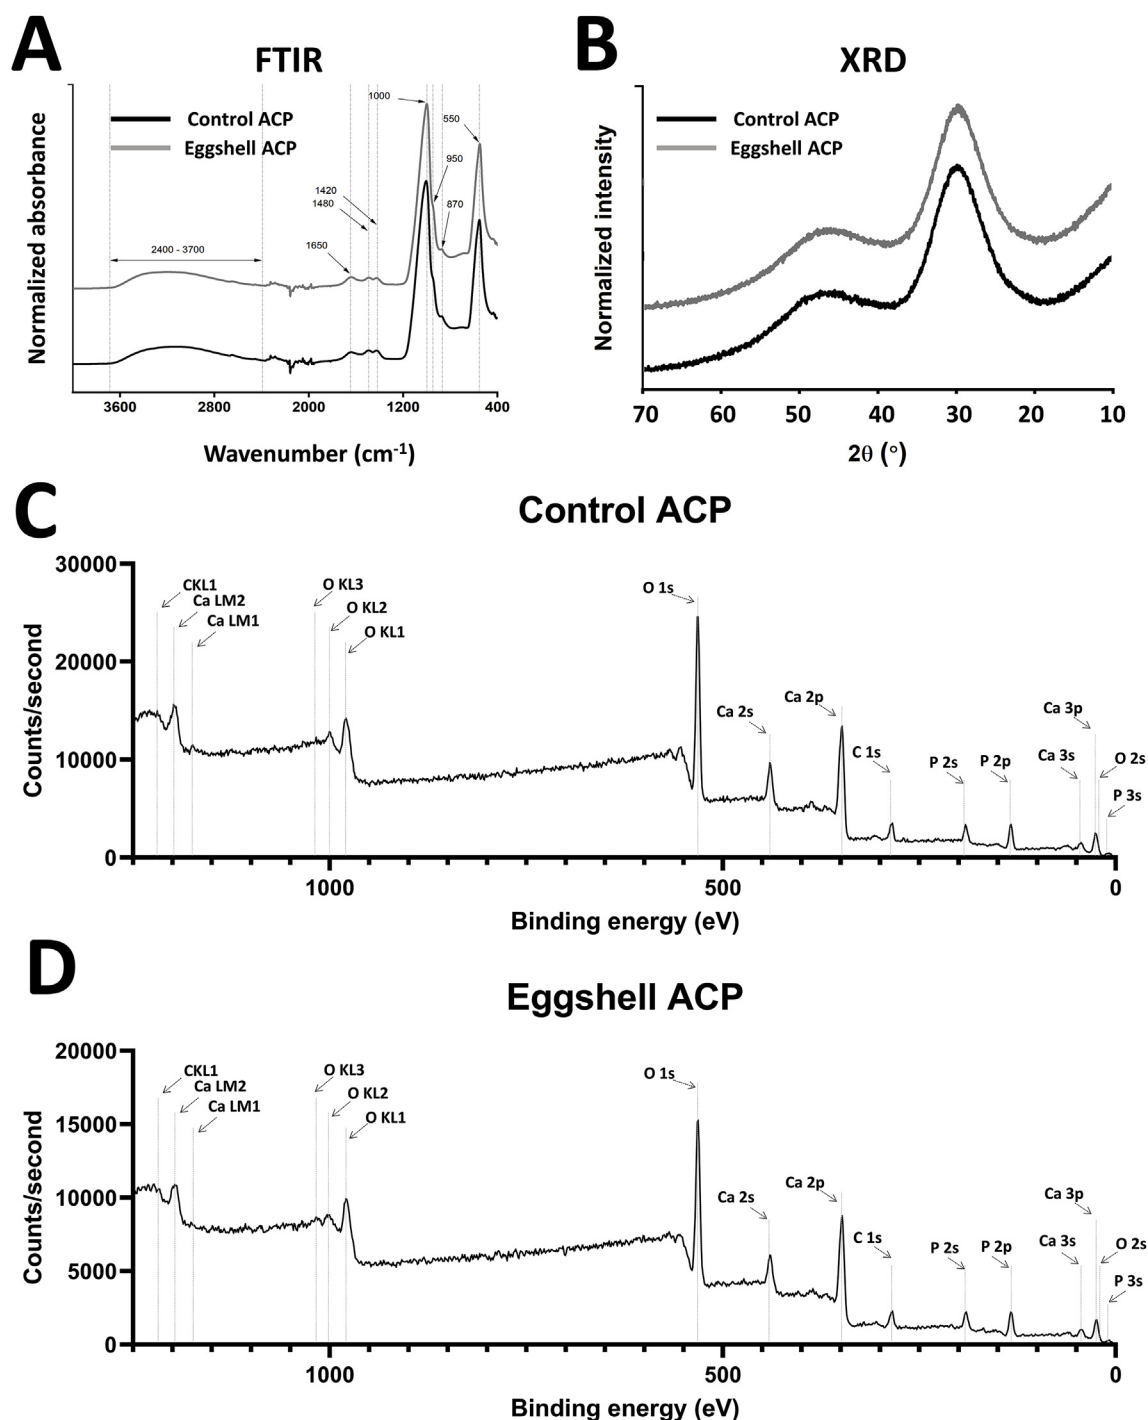 A
FTIR
Control ACP
Eggshell ACP
1000
550
950
1420
1480
870
1650
2400 - 3700
Normalized absorbance
3600 2800 2000 1200 400
Wavenumber (cm-1)
B
XRD
Control ACP
Eggshell ACP
Normalized intensity
70 60 50 40 30 20 10
2θ (°)
C
Control ACP
30000
20000
10000
0
Counts/second
CKL1
Ca LM2
Ca LM1
O KL3
O KL2
O KL1
O 1s
Ca 2s
Ca 2p
C 1s
P 2s
P 2p
Ca 3p
Ca 3s
O 2s
P 3s
1000 500 0
Binding energy (eV)
D
Eggshell ACP
20000
15000
10000
5000
0
Counts/second
CKL1
Ca LM2
Ca LM1
O KL3
O KL2
O KL1
O 1s
Ca 2s
Ca 2p
C 1s
P 2s
P 2p
Ca 3p
Ca 3s
O 2s
P 3s
1000 500 0
Binding energy (eV)